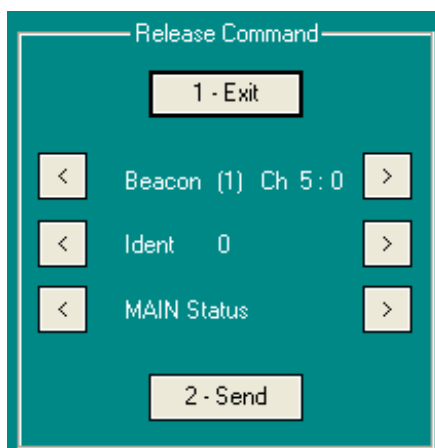 Release Command
1 - Exit
< Beacon (1) Ch 5 : 0 >
< Ident 0 >
< MAIN Status >
2 - Send